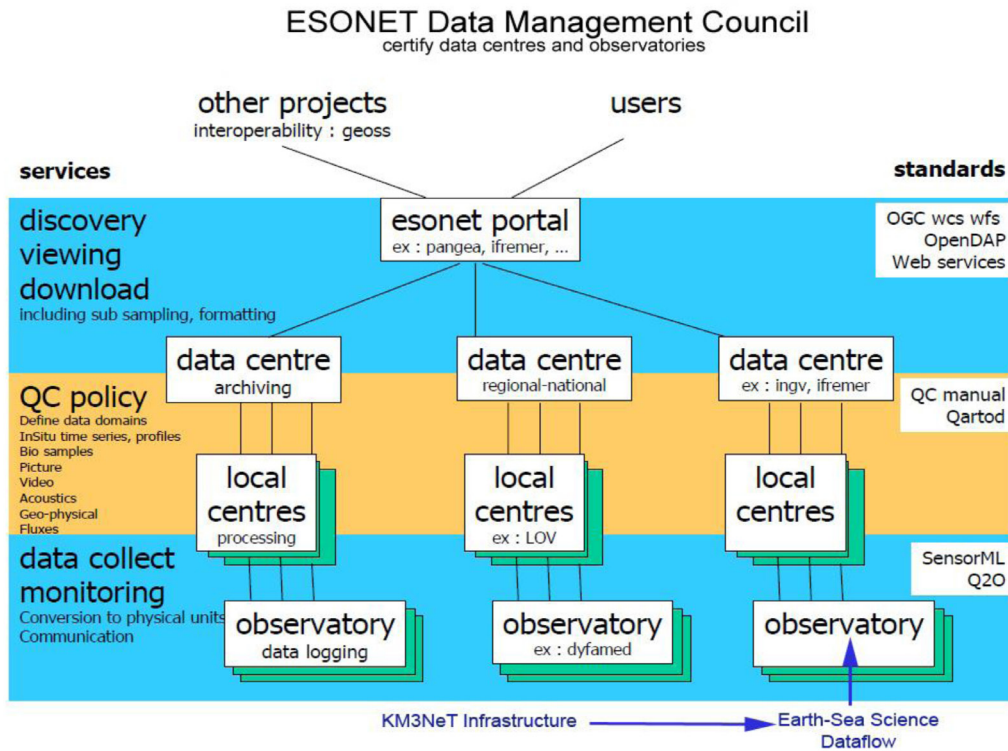 ESONET Data Management Council
certify data centres and observatories
other projects
interoperability : geoss
users
services
standards
discovery
viewing
download
including sub sampling, formatting
esonet portal
ex : pangea, ifremer, ...
OGC wcs wfs
OpenDAP
Web services
data centre
archiving
data centre
regional-national
data centre
ex : ingv, ifremer
QC policy
Define data domains
InSitu time series, profiles
Bio samples
Picture
Video
Acoustics
Geo-physical
Fluxes
QC manual
Qartod
local
centres
processing
local
centres
ex : LOV
local
centres
data collect
monitoring
Conversion to physical units
Communication
SensorML
Q2O
observatory
data logging
observatory
ex : dyfamed
observatory
KM3NeT Infrastructure
Earth-Sea Science
Dataflow